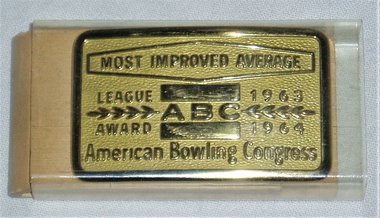 MOST IMPROVED AVERAGE
LEAGUE 1963
ABC
AWARD 1964
American Bowling Congress